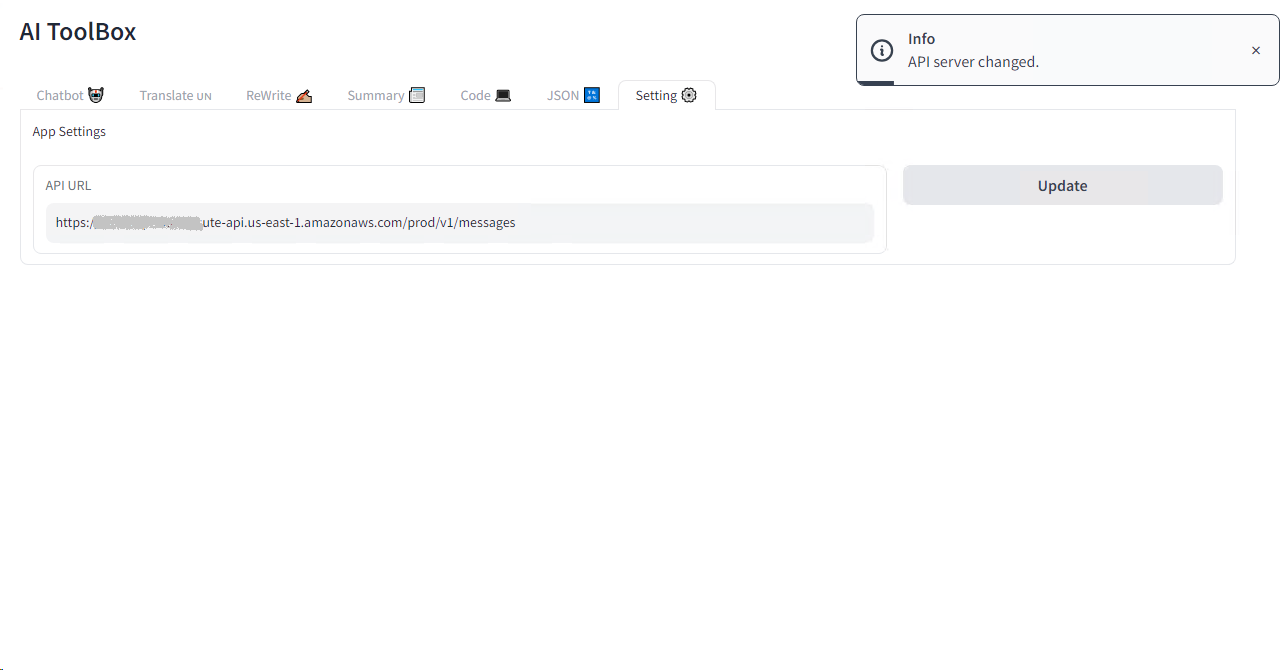 AI ToolBox
Info
API server changed.
Chatbot
Translate UN
ReWrite
Summary
Code
JSON
Setting
App Settings
API URL
https:/ ute-api.us-east-1.amazonaws.com/prod/v1/messages
Update